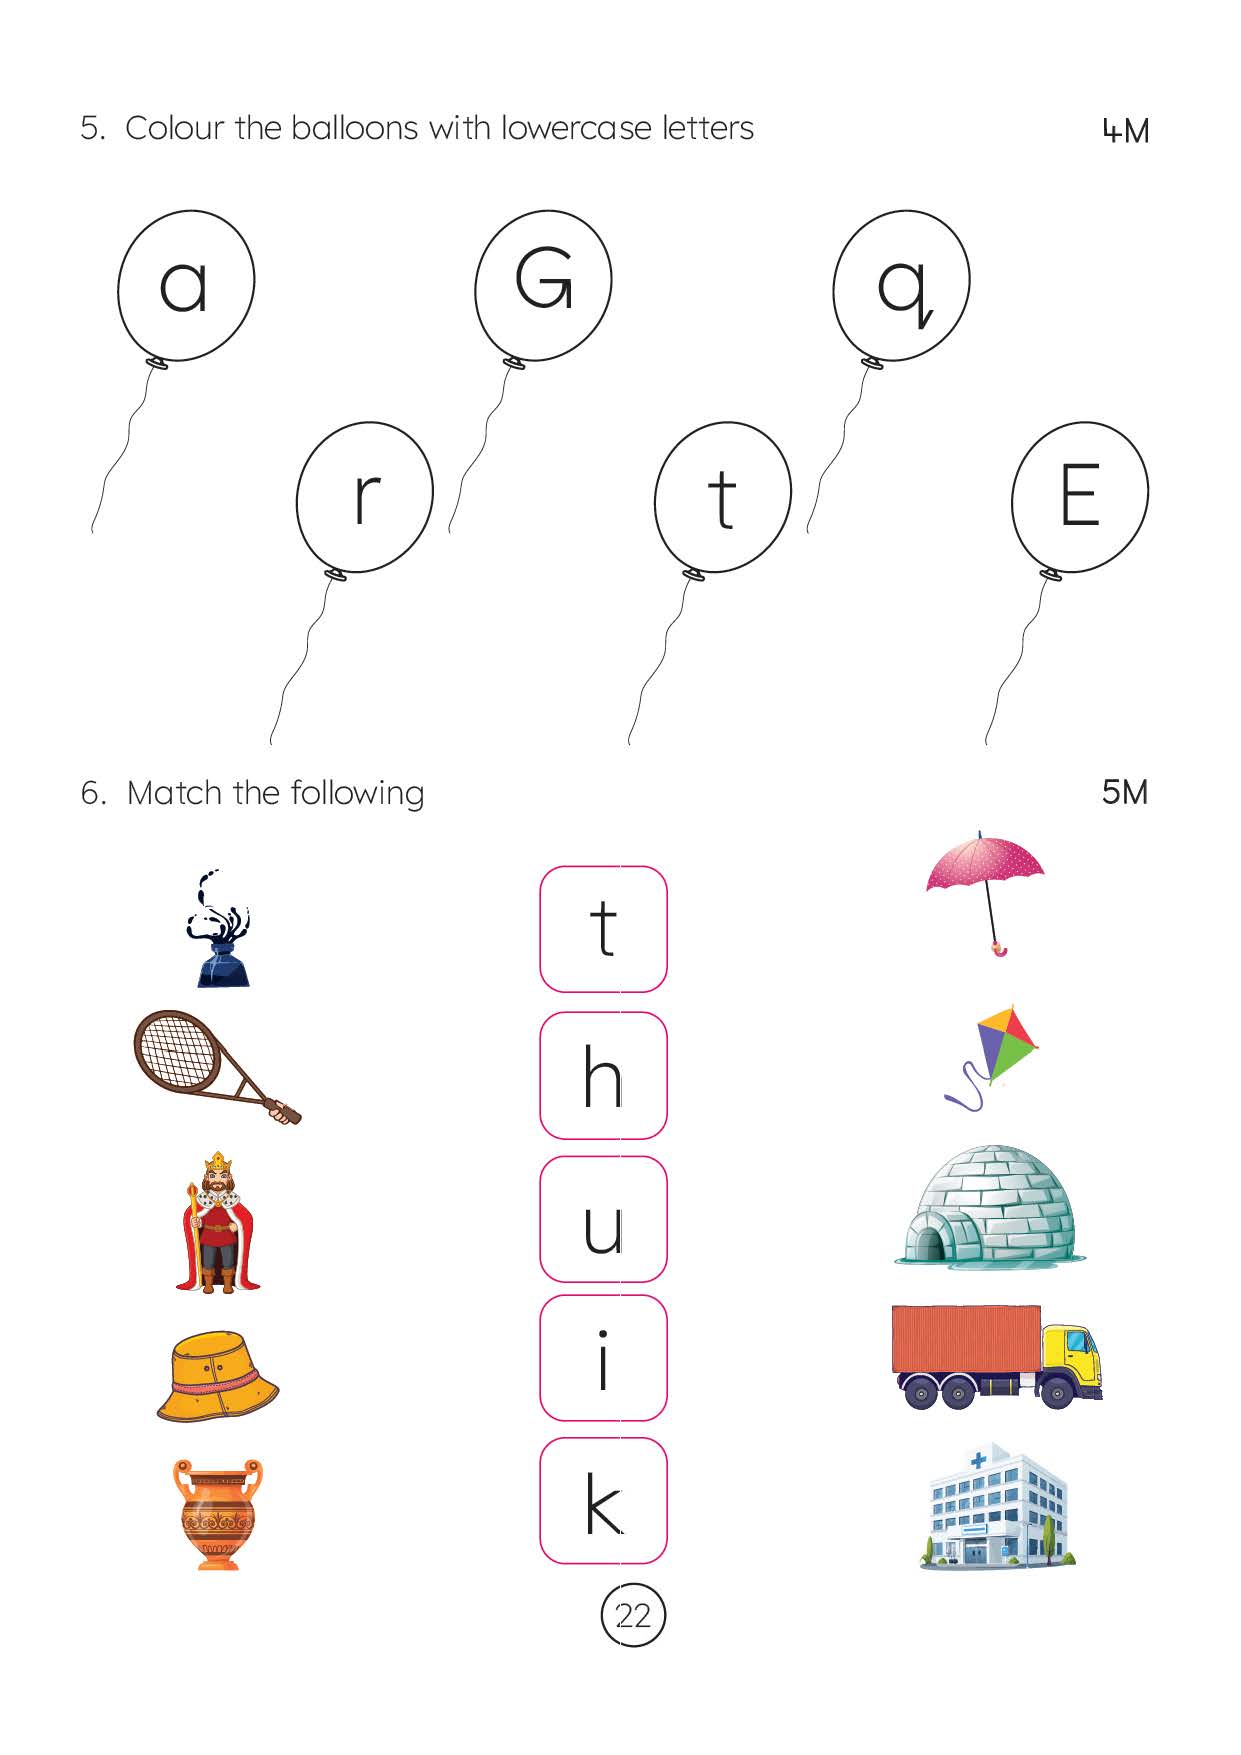 5. Colour the balloons with lowercase letters 4M
a G q
r t E
6. Match the following 5M
t
h
u
i
k
22